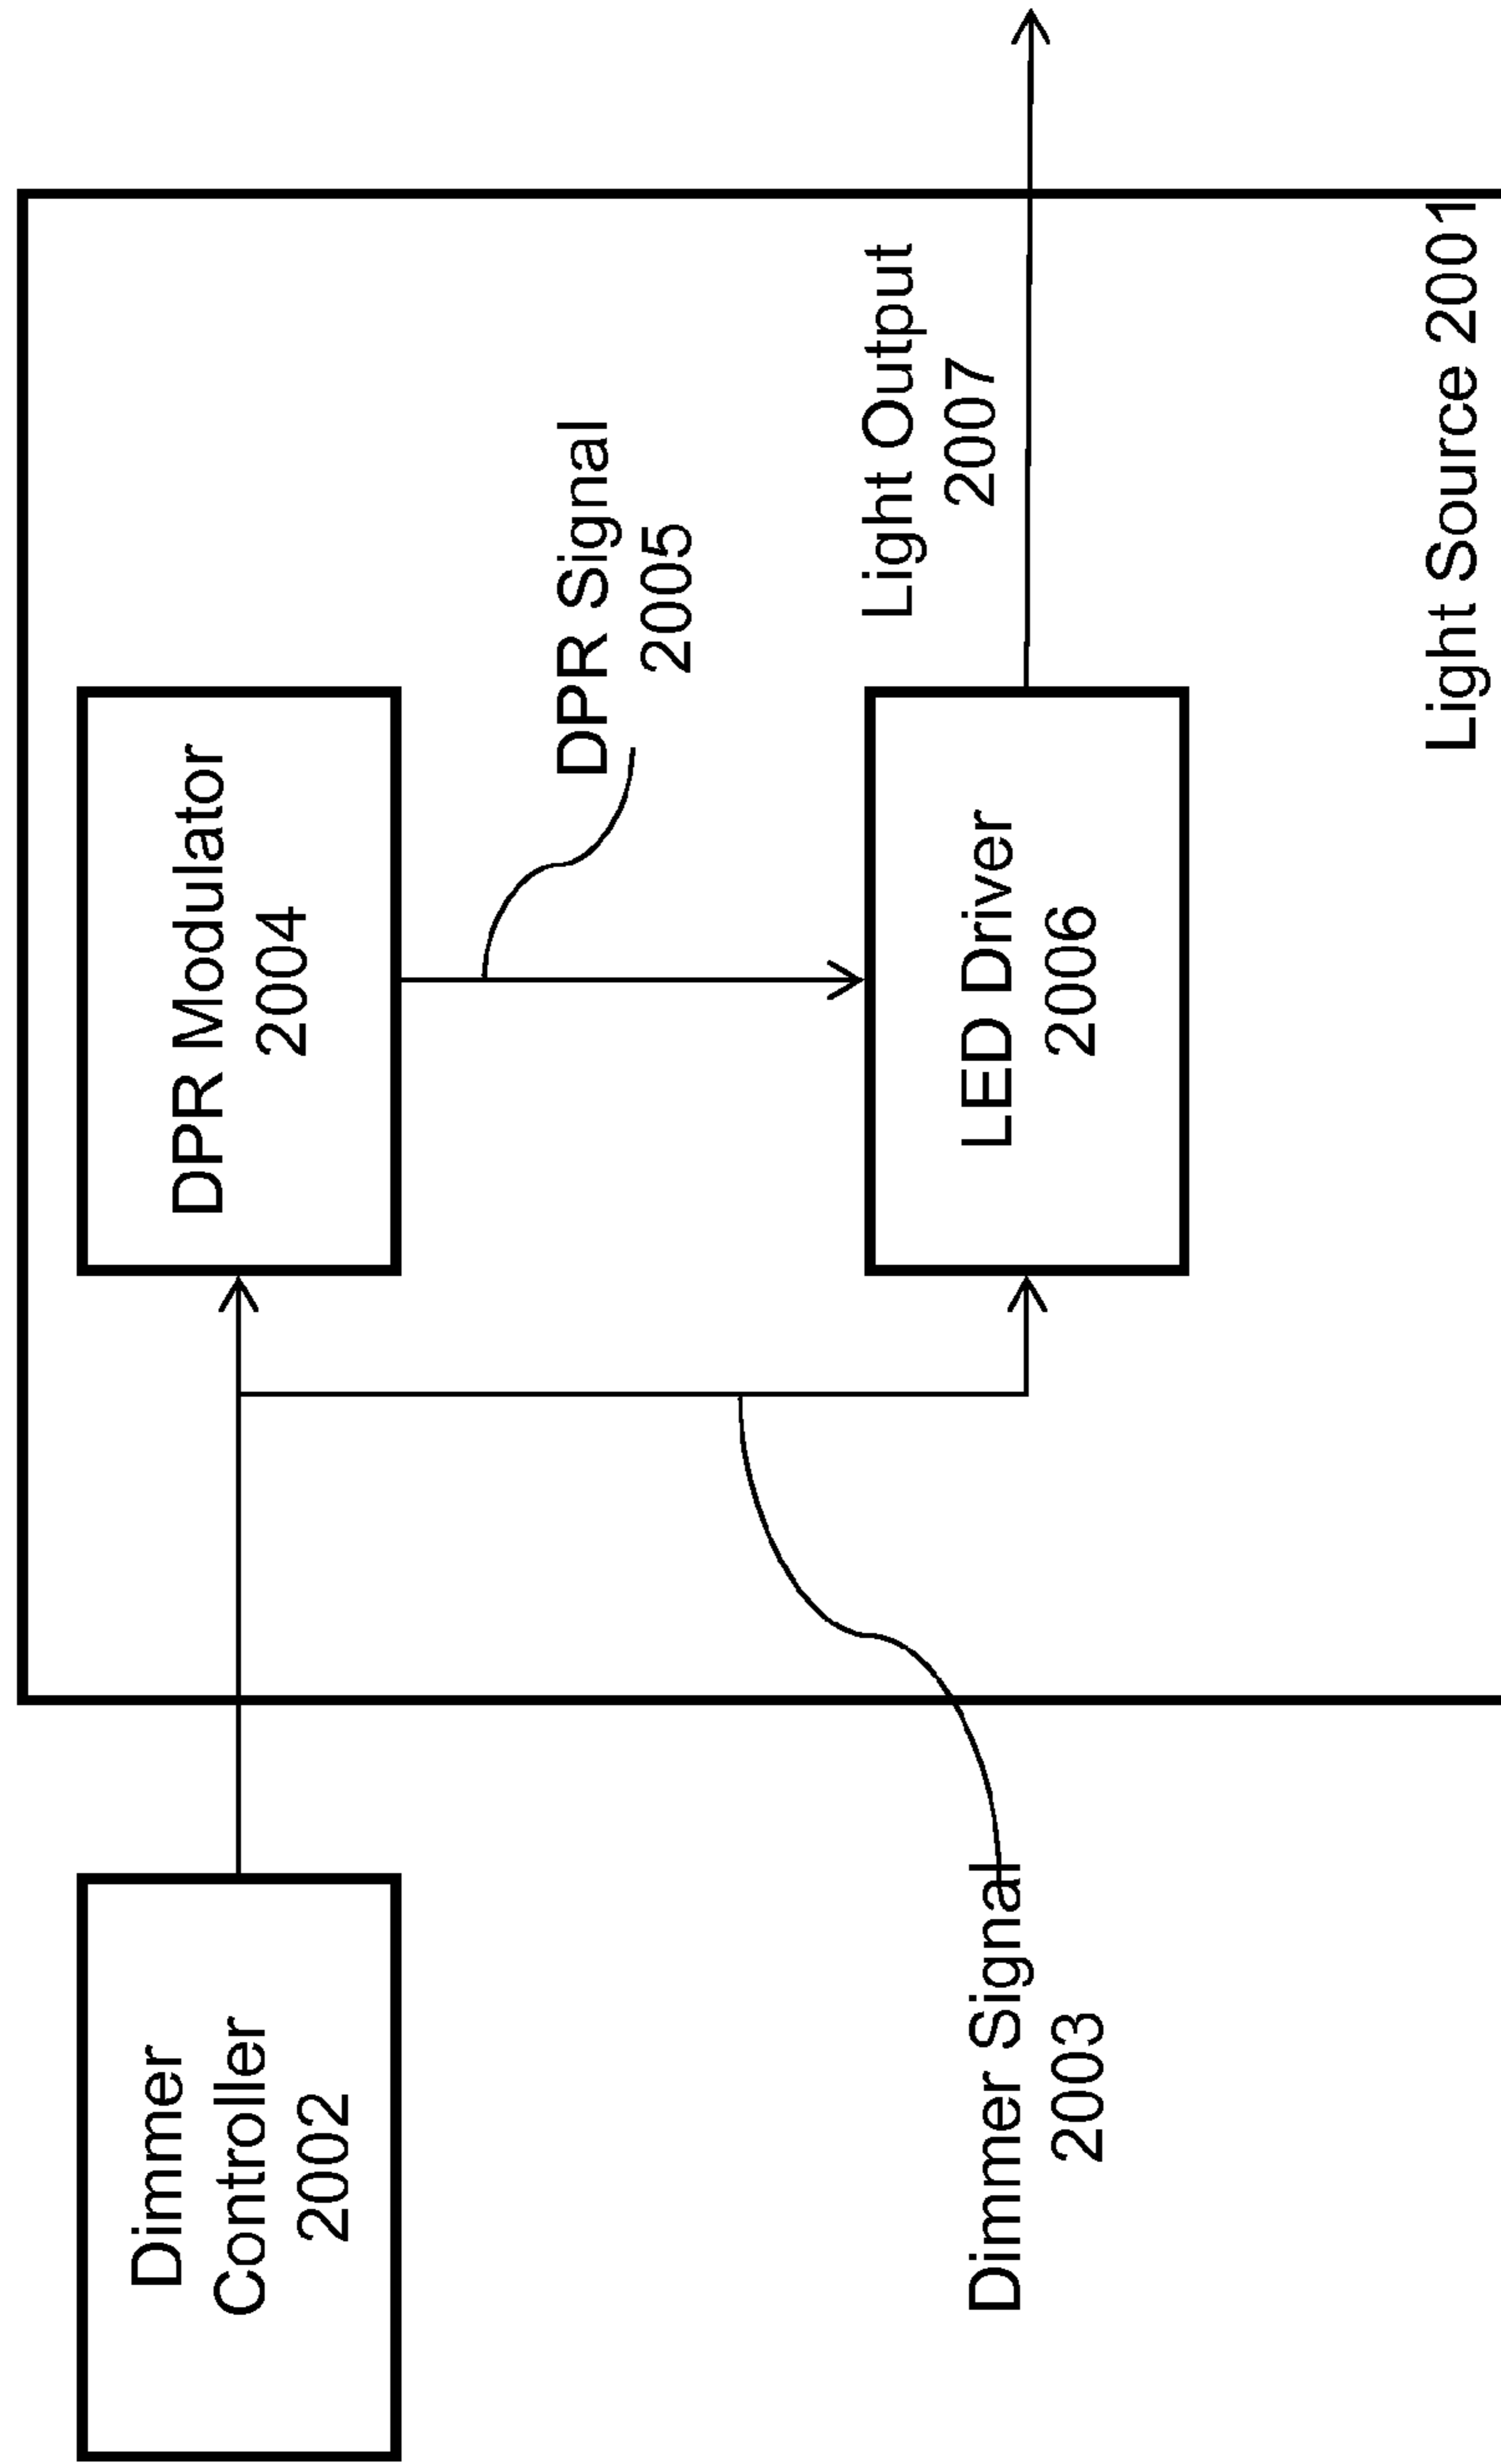 Dimmer
Controller
2002
DPR Modulator
2004
DPR Signal
2005
Dimmer Signal
2003
LED Driver
2006
Light Output
2007
Light Source 2001